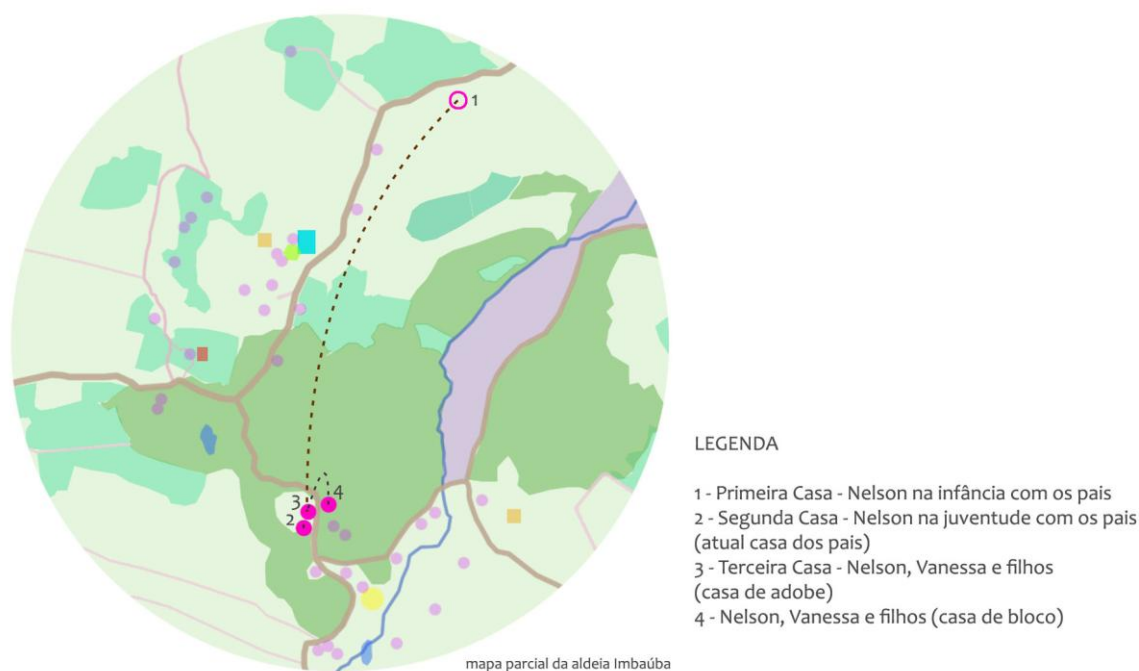 1
3
4
2
LEGENDA
1 - Primeira Casa - Nelson na infância com os pais
2 - Segunda Casa - Nelson na juventude com os pais
(atual casa dos pais)
3 - Terceira Casa - Nelson, Vanessa e filhos
(casa de adobe)
4 - Nelson, Vanessa e filhos (casa de bloco)
mapa parcial da aldeia Imbaúba